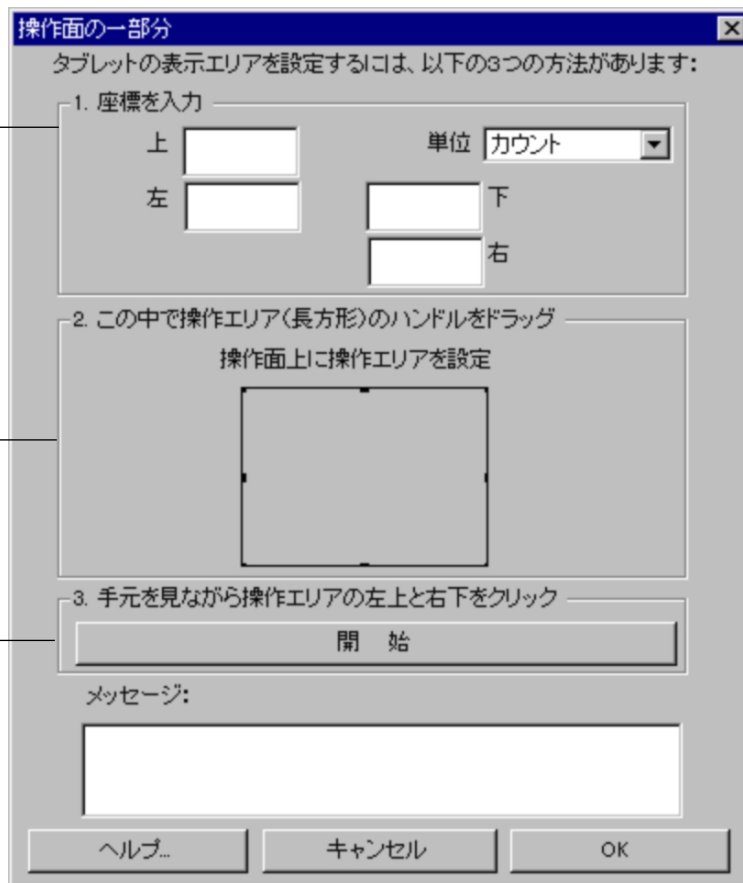 操作面の一部分
タブレットの表示エリアを設定するには、以下の3つの方法があります:
1. 座標を入力
上 単位 カウント
左 下
右
2. この中で操作エリア(長方形)のハンドルをドラッグ
操作面上に操作エリアを設定
3. 手元を見ながら操作エリアの左上と右下をクリック
開 始
メッセージ:
ヘルプ... キャンセル OK